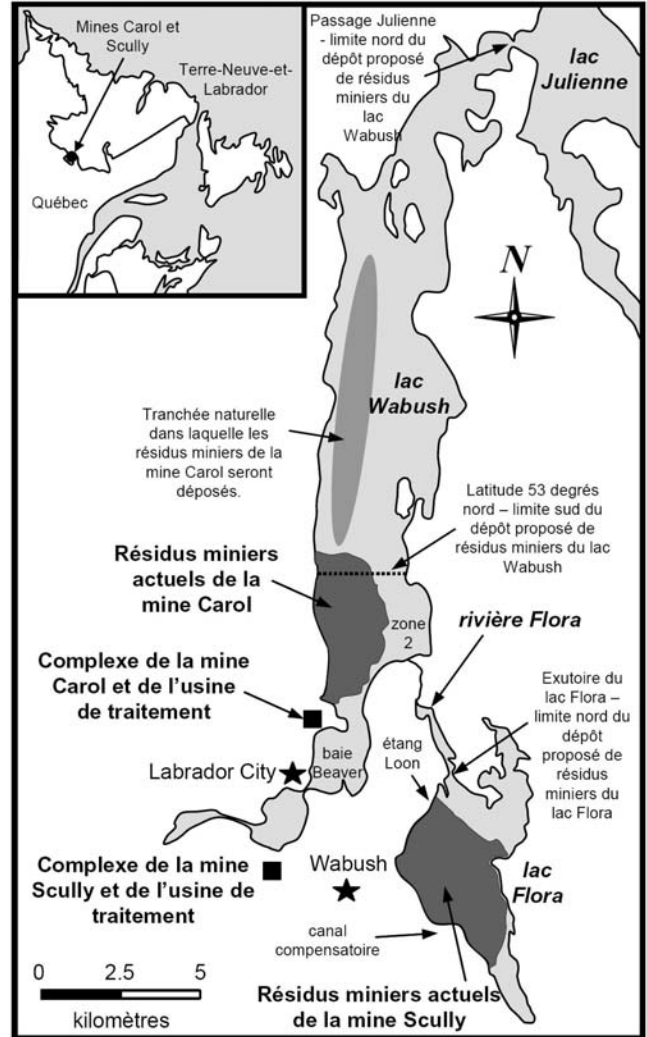 Mines Carol et
Scully
Terre-Neuve-et-
Labrador
Québec
Passage Julienne
- limite nord du
dépôt proposé
de résidus
miniers du
lac
Wabush
lac
Julienne
N
lac
Wabush
Tranchée naturelle
dans laquelle les
résidus miniers de la
mine Carol seront
déposés.
Latitude 53 degrés
nord – limite sud du
dépôt proposé de
résidus miniers du lac
Wabush
Résidus miniers
actuels de la
mine Carol
zone
2
rivière Flora
Complexe de la mine
Carol et de l'usine
de traitement
Exutoire du
lac Flora –
limite nord du
dépôt
proposé de
résidus
miniers du
lac Flora
étang
Loon
baie
Beaver
Labrador City
Complexe de la mine
Scully et de l'usine de
traitement
Wabush
lac
Flora
canal
compensatoire
Résidus miniers actuels
de la mine Scully
0 2.5 5
kilomètres